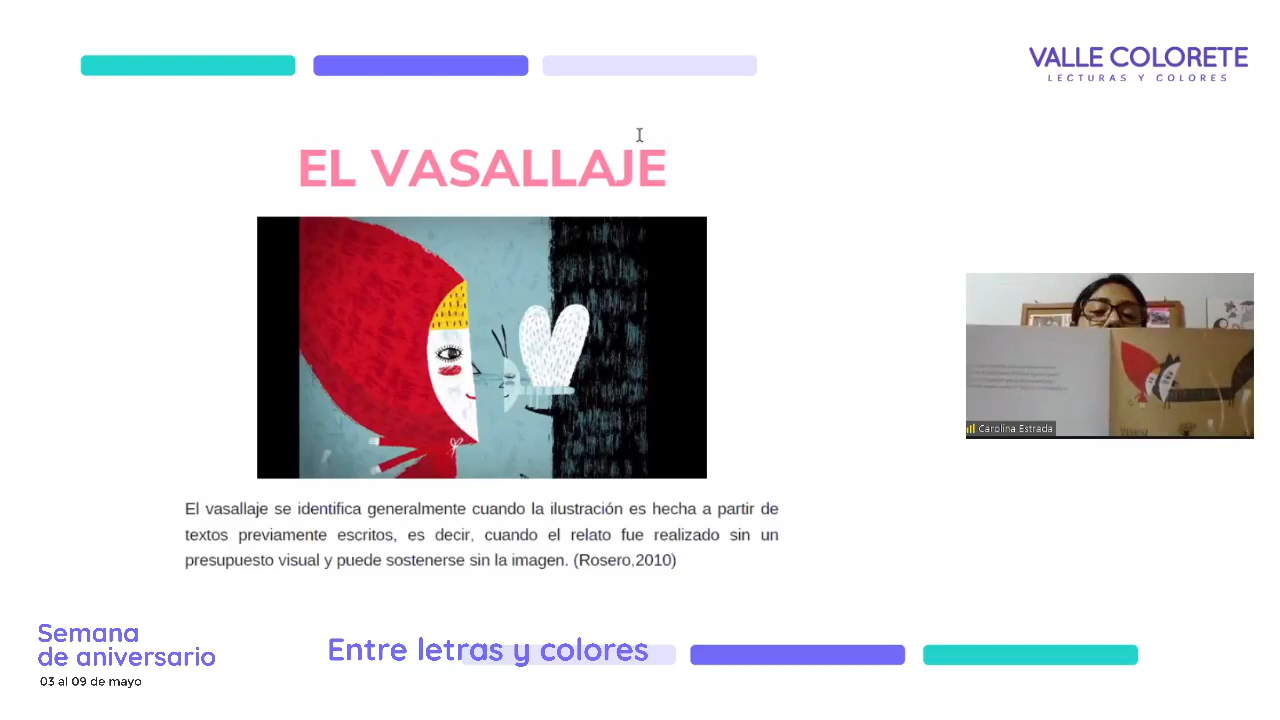 VALLE COLORETE
LECTURAS Y COLORES
EL VASALLAJE
El vasallaje se identifica generalmente cuando la ilustración es hecha a partir de
textos previamente escritos, es decir, cuando el relato fue realizado sin un
presupuesto visual y puede sostenerse sin la imagen. (Rosero,2010)
Carolina Estrada
Semana
de aniversario
03 al 09 de mayo
Entre letras y colores